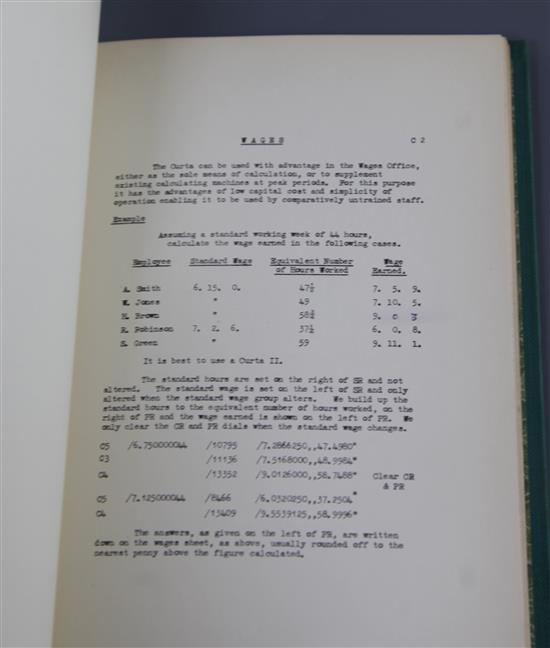 WAGES C 2
The Curta can be used with advantage in the Wages Office,
either as the sole means of calculation, or to supplement
existing calculating machines at peak periods. For this purpose
it has the advantages of low capital cost and simplicity of
operation enabling it to be used by comparatively untrained staff.
Example
Assuming a standard working week of 44 hours,
calculate the wage earned in the following cases.
Employee Standard Wage Equivalent Number Wage
of Hours Worked Earned.
A. Smith 6. 15. 0. 47½ 7. 5. 9.
W. Jones " 49 7. 10. 5.
H. Brown " 58¾ 9. 0 3
R. Robinson 7. 2. 6. 37¼ 6. 0. 8.
S. Green " 59 9. 11. 1.
It is best to use a Curta II.
The standard hours are set on the right of SR and not
altered. The standard wage is set on the left of SR and only
altered when the standard wage group alters. We build up the
standard hours to the equivalent number of hours worked, on the
right of PR and the wage earned is shown on the left of PR. We
only clear the CR and PR dials when the standard wage changes.
C5 /6.750000044 /10795 /7.2866250,,47.4980"
C3 /11136 /7.5168000,,48.9984"
C4 /13352 /9.0126000,,58.7488" Clear CR
& PR
C5 /7.125000044 /8466 /6.0320250,,37.2504"
C4 /13409 /9.5539125,,58.9996"
The answers, as given on the left of PR, are written
down on the wages sheet, as above, usually rounded off to the
nearest penny above the figure calculated.